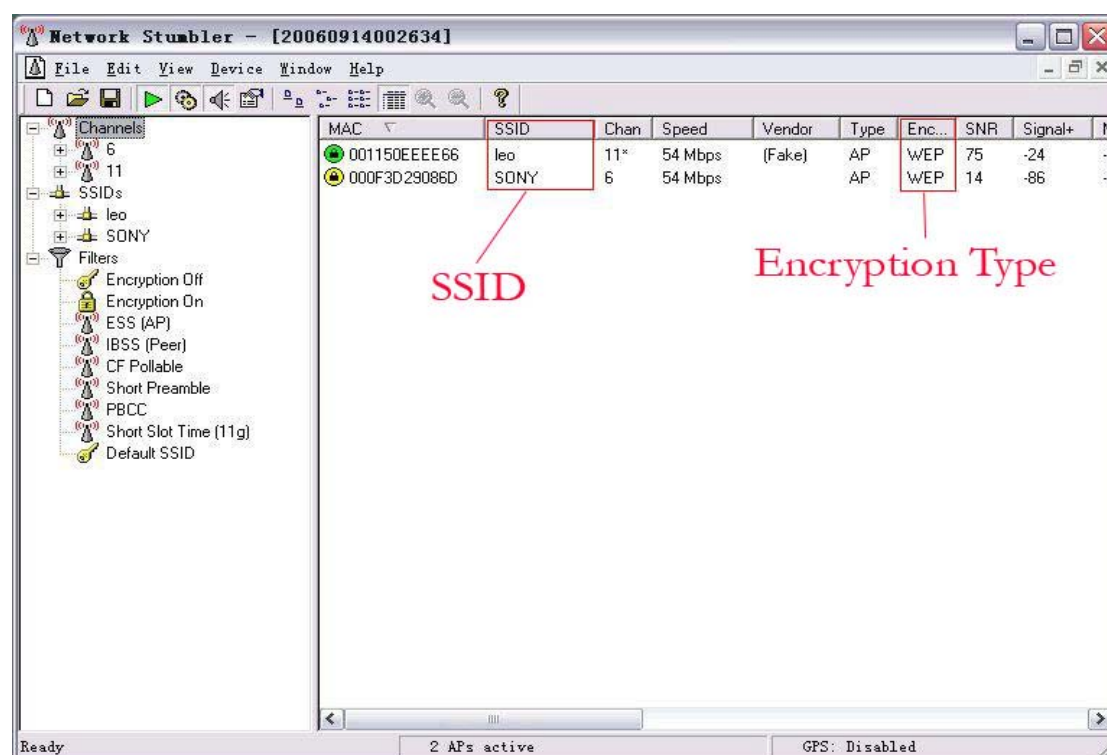 Network Stumbler - [20060914002634]
File Edit View Device Window Help
Channels
6
11
SSIDs
leo
SONY
Filters
Encryption Off
Encryption On
ESS (AP)
IBSS (Peer)
CF Pollable
Short Preamble
PBCC
Short Slot Time (11g)
Default SSID
MAC SSID Chan Speed Vendor Type Enc... SNR Signal+
001150EEEE66 leo 11* 54 Mbps (Fake) AP WEP 75 -24
000F3D29086D SONY 6 54 Mbps AP WEP 14 -86
SSID
Encryption Type
Ready 2 APs active GPS: Disabled